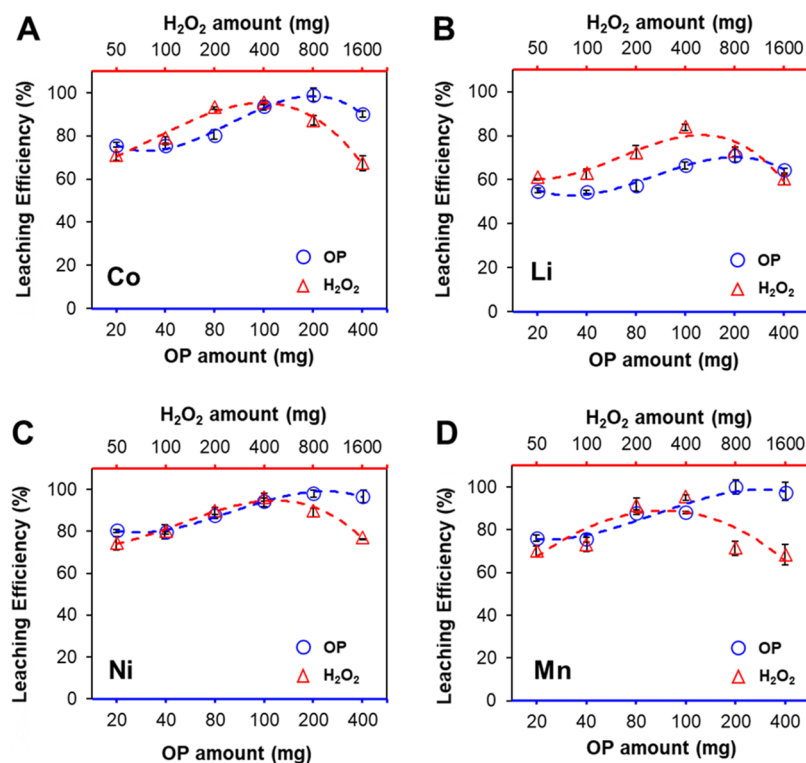 A
H₂O₂ amount (mg)
50 100 200 400 800 1600
Leaching Efficiency (%)
100
80
60
40
20
0
OP
H₂O₂
Co
20 40 80 100 200 400
OP amount (mg)
B
H₂O₂ amount (mg)
50 100 200 400 800 1600
Leaching Efficiency (%)
100
80
60
40
20
0
OP
H₂O₂
Li
20 40 80 100 200 400
OP amount (mg)
C
H₂O₂ amount (mg)
50 100 200 400 800 1600
Leaching Efficiency (%)
100
80
60
40
20
0
OP
H₂O₂
Ni
20 40 80 100 200 400
OP amount (mg)
D
H₂O₂ amount (mg)
50 100 200 400 800 1600
Leaching Efficiency (%)
100
80
60
40
20
0
OP
H₂O₂
Mn
20 40 80 100 200 400
OP amount (mg)